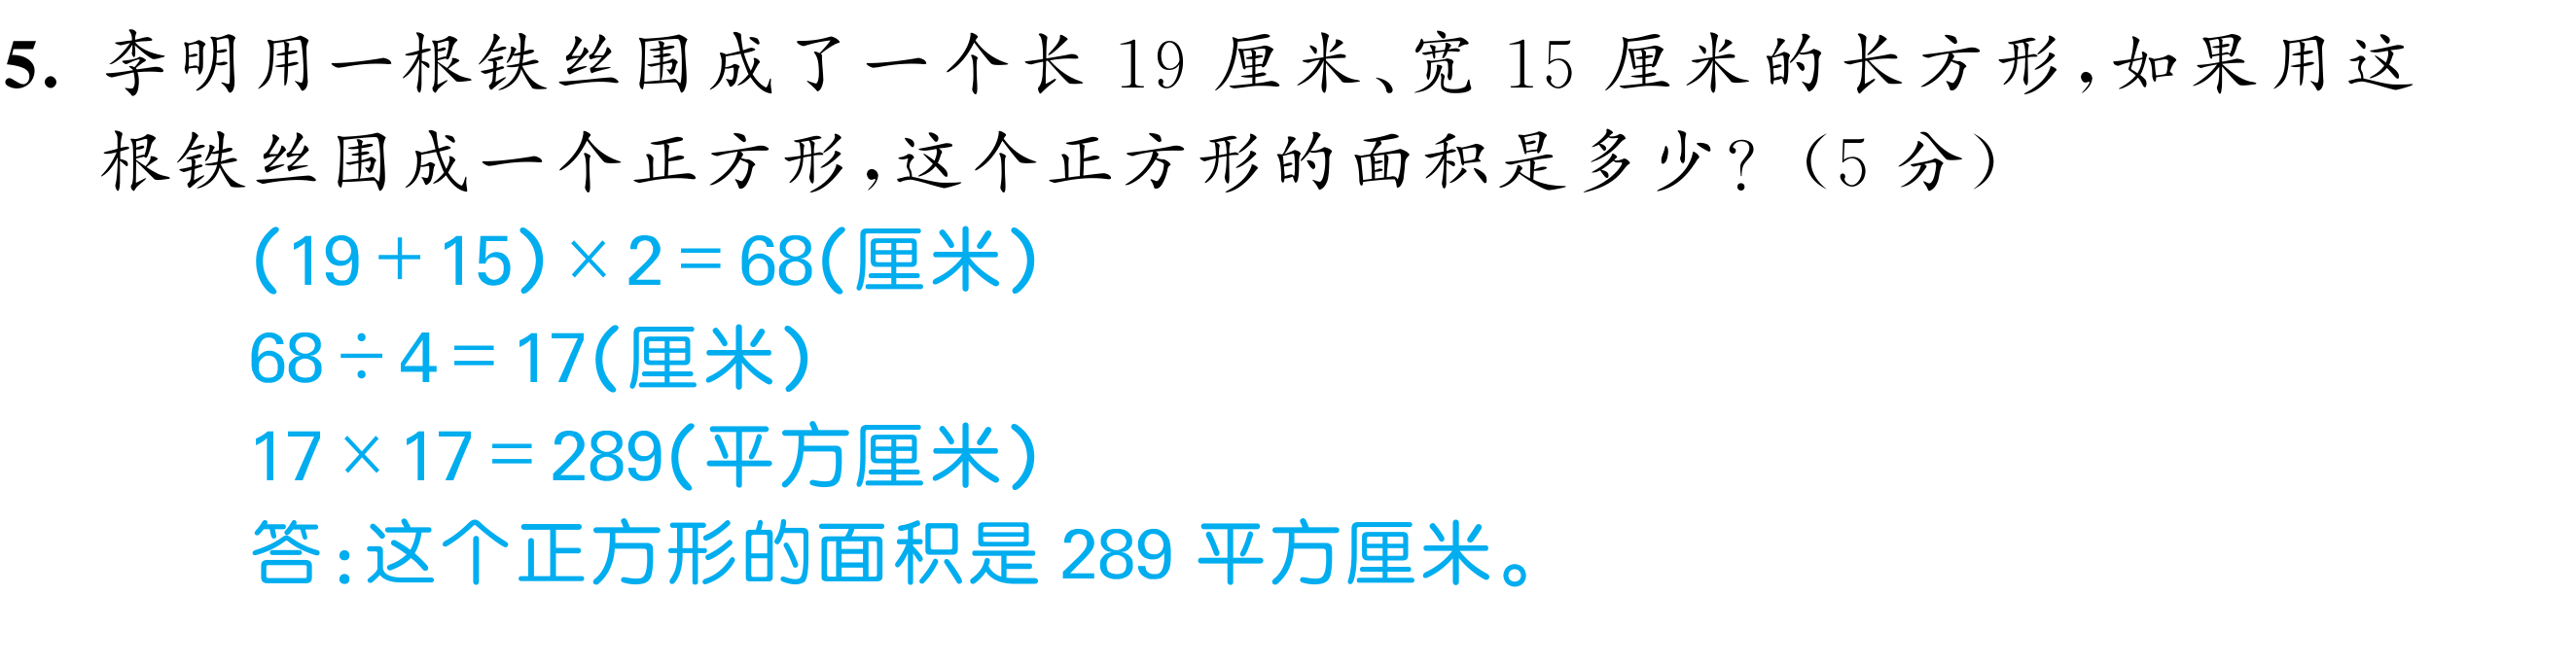 5. 李明用一根铁丝围成了一个长 19 厘米、宽 15 厘米的长方形,如果用这
根铁丝围成一个正方形,这个正方形的面积是多少?(5 分)
(19+15)×2=68(厘米)
68÷4=17(厘米)
17×17=289(平方厘米)
答:这个正方形的面积是 289 平方厘米。